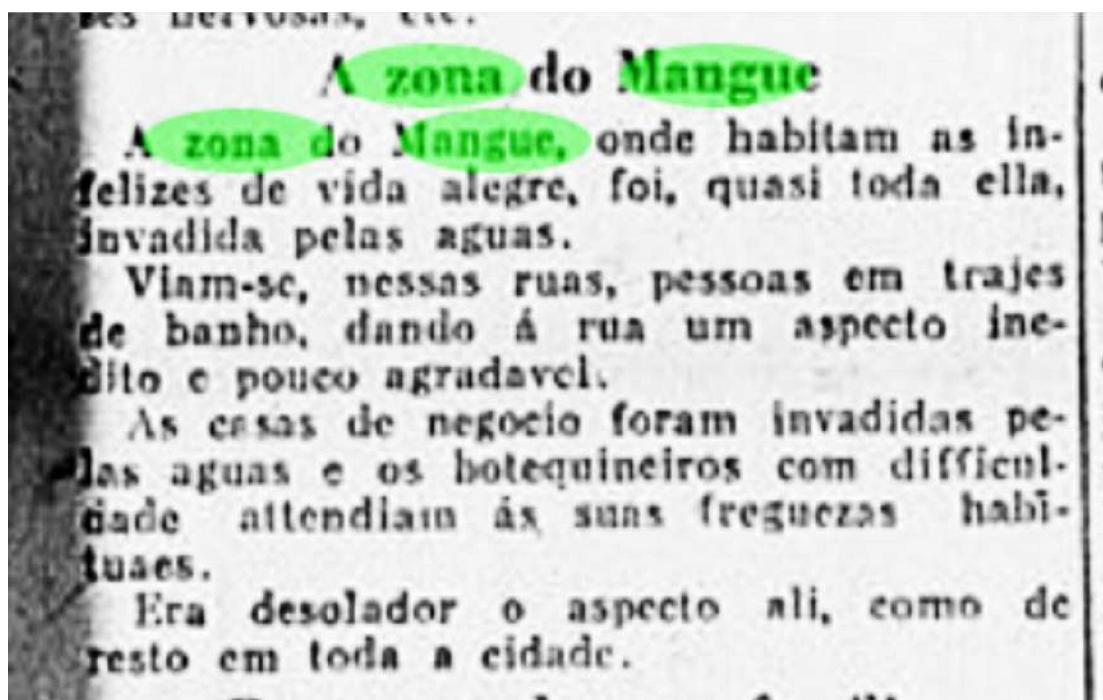 ses nervosas, etc.
A zona do Mangue
A zona do Mangue, onde habitam as in-
felizes de vida alegre, foi, quasi toda ella,
invadida pelas aguas.
Viam-se, nessas ruas, pessoas em trajes
de banho, dando á rua um aspecto ine-
dito e pouco agradavel.
As casas de negocio foram invadidas pe-
las aguas e os botequineiros com difficul-
dade attendiam ás suas freguezas habi-
tuaes.
Era desolador o aspecto ali, como de
resto em toda a cidade.